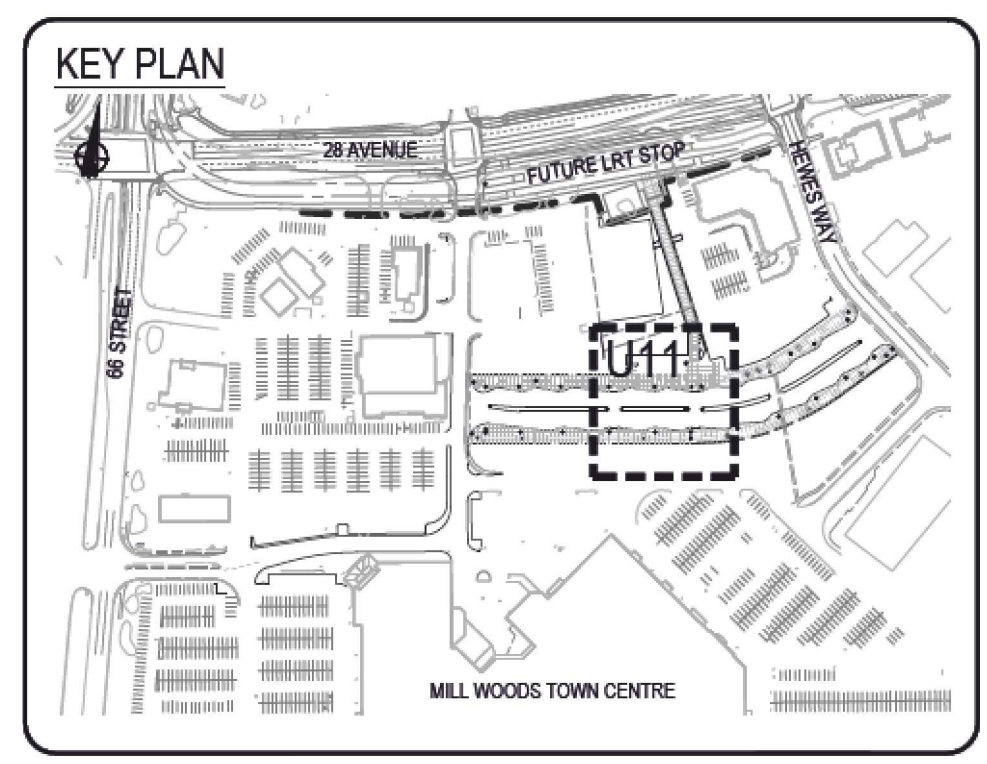 KEY PLAN
28 AVENUE
FUTURE LRT STOP
HEWES WAY
66 STREET
U11
MILL WOODS TOWN CENTRE